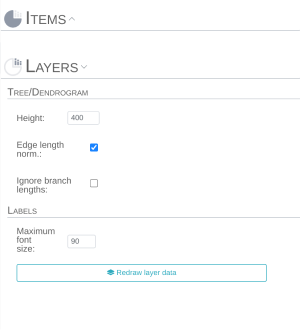 Items
Layers
Tree/Dendrogram
Height: 400
Edge length
norm.:
Ignore branch
lengths:
Labels
Maximum
font
size: 90
Redraw layer data